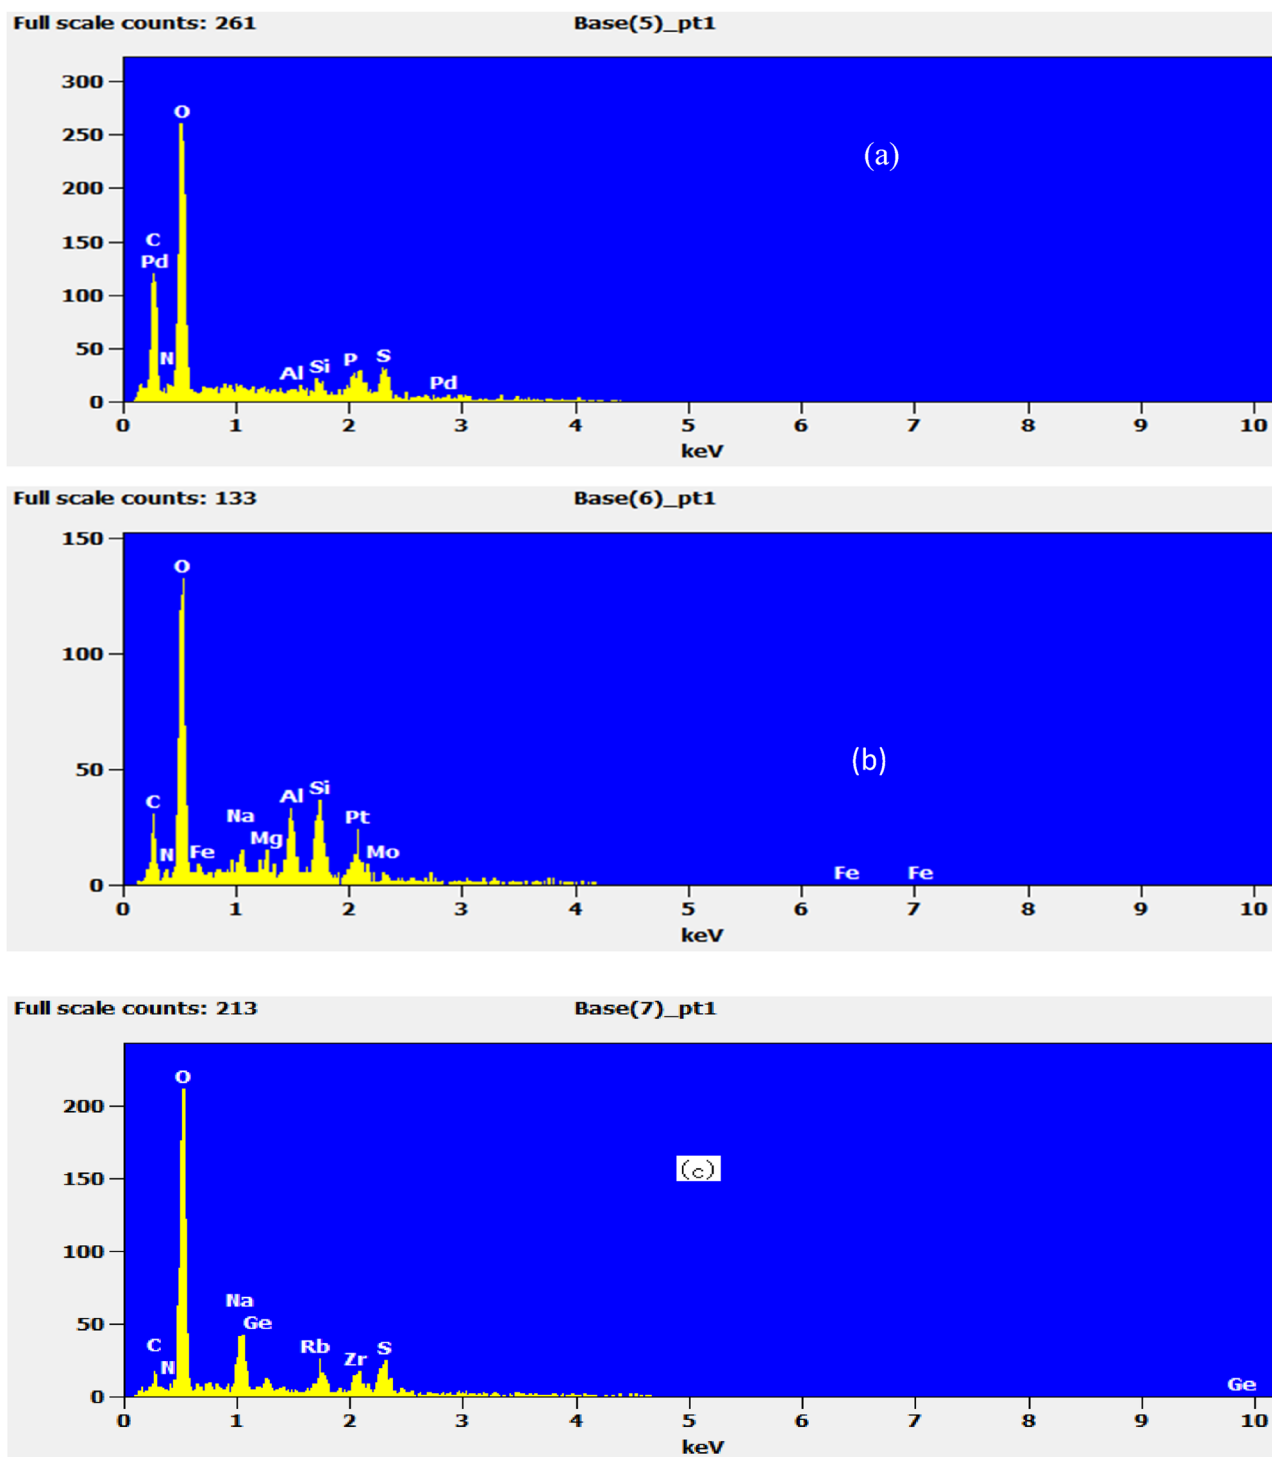 Full scale counts: 261 Base(5)_pt1
300
250
200
150
100
50
0
O
C
Pd
N
Al Si P S
Pd
(a)
0 1 2 3 4 5 6 7 8 9 10
keV
Full scale counts: 133 Base(6)_pt1
150
100
50
0
O
C
N
Fe
Na
Mg
Al Si
Pt
Mo
(b)
Fe Fe
0 1 2 3 4 5 6 7 8 9 10
keV
Full scale counts: 213 Base(7)_pt1
200
150
100
50
0
O
C
N
Na
Ge
Rb Zr S
(c)
Ge
0 1 2 3 4 5 6 7 8 9 10
keV